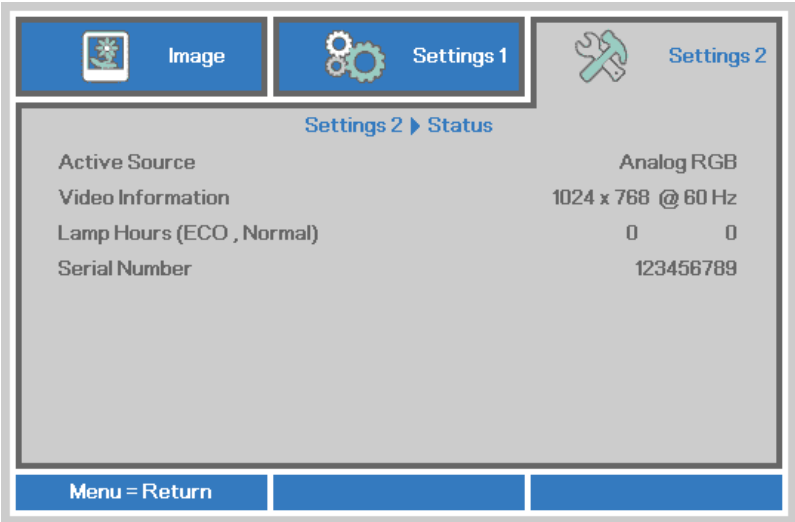 Image Settings 1 Settings 2
Settings 2 Status
Active Source Analog RGB
Video Information 1024 x 768 @ 60 Hz
Lamp Hours (ECO , Normal) 0 0
Serial Number 123456789
Menu = Return